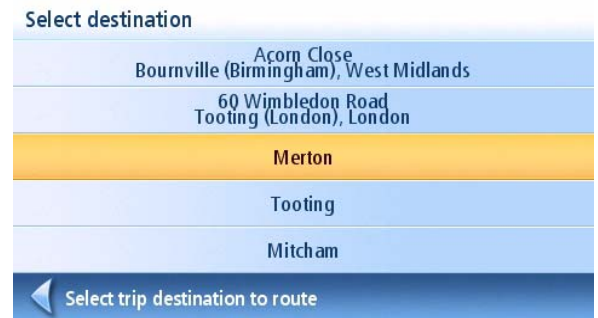 Select destination
Acorn Close
Bournville (Birmingham), West Midlands
60 Wimbledon Road
Tooting (London), London
Merton
Tooting
Mitcham
Select trip destination to route